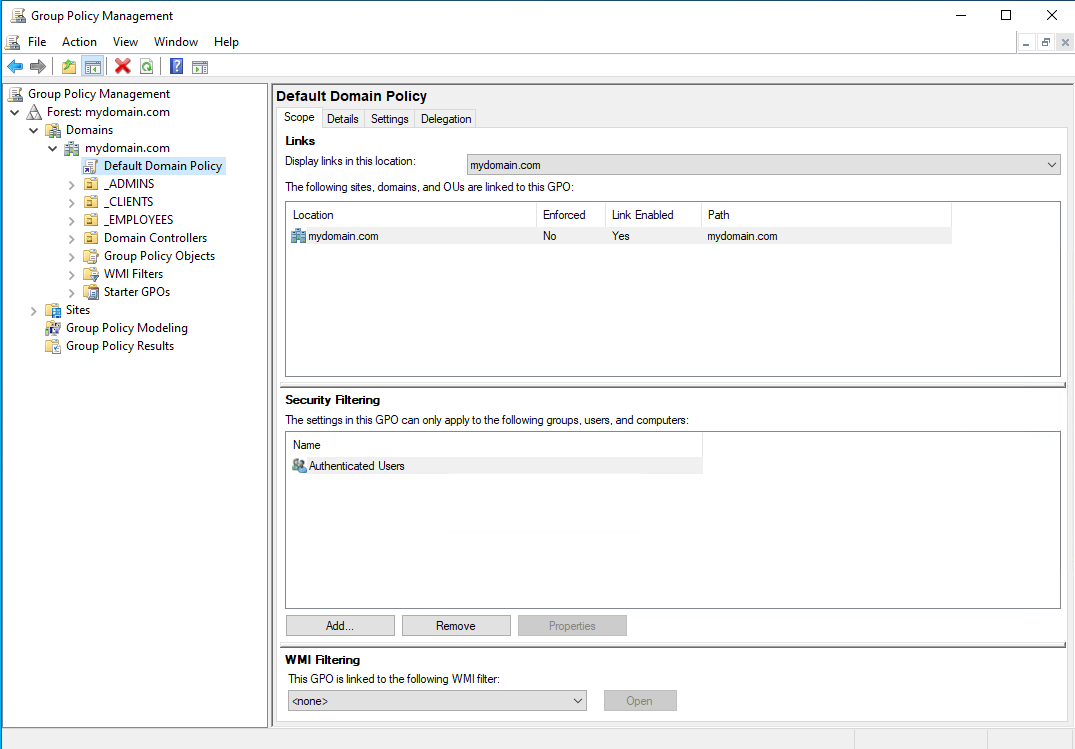 Group Policy Management
File Action View Window Help
Group Policy Management
Forest: mydomain.com
Domains
mydomain.com
Default Domain Policy
_ADMINS
_CLIENTS
_EMPLOYEES
Domain Controllers
Group Policy Objects
WMI Filters
Starter GPOs
Sites
Group Policy Modeling
Group Policy Results
Default Domain Policy
Scope Details Settings Delegation
Links
Display links in this location: mydomain.com
The following sites, domains, and OUs are linked to this GPO:
Location Enforced Link Enabled Path
mydomain.com No Yes mydomain.com
Security Filtering
The settings in this GPO can only apply to the following groups, users, and computers:
Name
Authenticated Users
Add... Remove Properties
WMI Filtering
This GPO is linked to the following WMI filter:
<none> Open